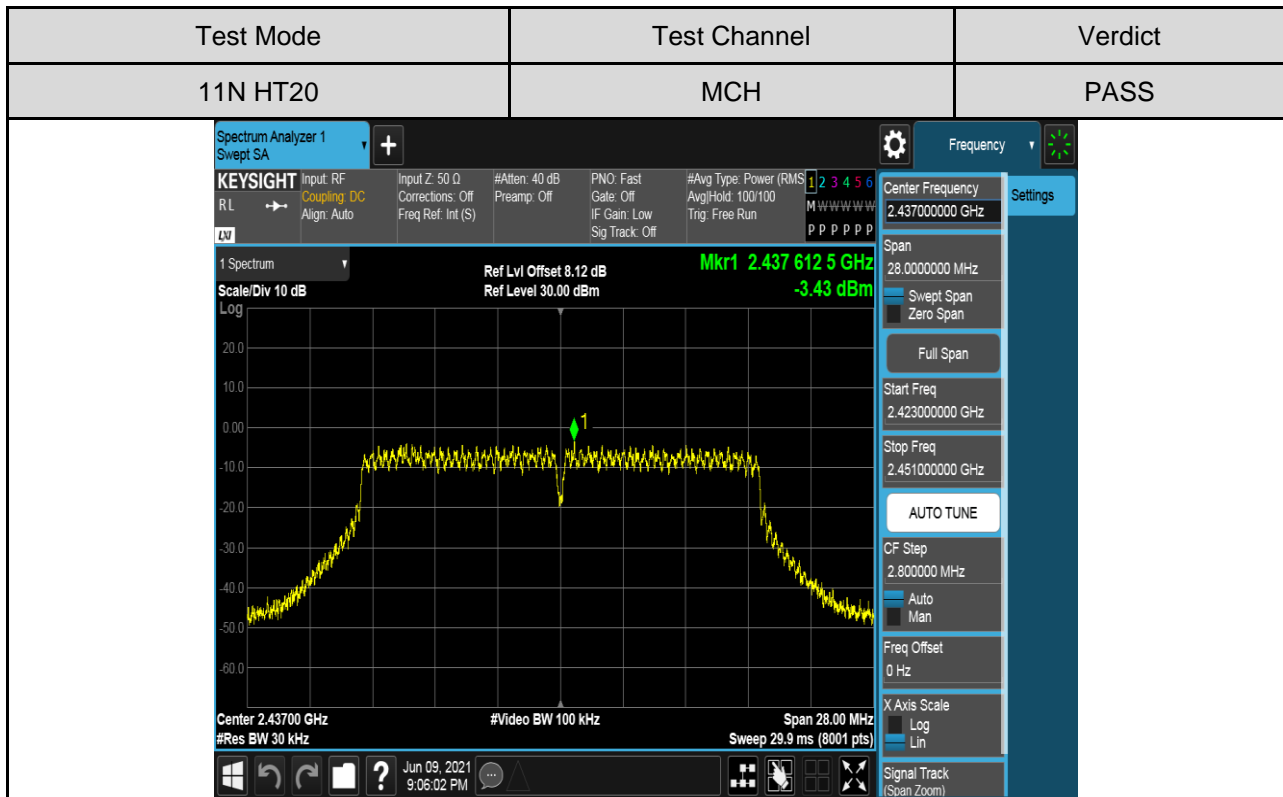 Test Mode Test Channel Verdict
11N HT20 MCH PASS
Spectrum Analyzer 1
Swept SA
+
Frequency
KEYSIGHT
RL
LXI
Input: RF
Coupling: DC
Align: Auto
Input Z: 50 Ω
Corrections: Off
Freq Ref: Int (S)
#Atten: 40 dB
Preamp: Off
PNO: Fast
Gate: Off
IF Gain: Low
Sig Track: Off
#Avg Type: Power (RMS
Avg|Hold: 100/100
Trig: Free Run
1 2 3 4 5 6
M W W W W W
P P P P P P
1 Spectrum
Scale/Div 10 dB
Ref Lvl Offset 8.12 dB
Ref Level 30.00 dBm
Mkr1 2.437 612 5 GHz
-3.43 dBm
Log
20.0
10.0
0.00
-10.0
-20.0
-30.0
-40.0
-50.0
-60.0
1
Center 2.43700 GHz
#Res BW 30 kHz
#Video BW 100 kHz
Span 28.00 MHz
Sweep 29.9 ms (8001 pts)
Center Frequency
2.437000000 GHz
Span
28.0000000 MHz
Swept Span
Zero Span
Full Span
Start Freq
2.423000000 GHz
Stop Freq
2.451000000 GHz
AUTO TUNE
CF Step
2.800000 MHz
Auto
Man
Freq Offset
0 Hz
X Axis Scale
Log
Lin
Signal Track
(Span Zoom)
Settings
?
Jun 09, 2021
9:06:02 PM